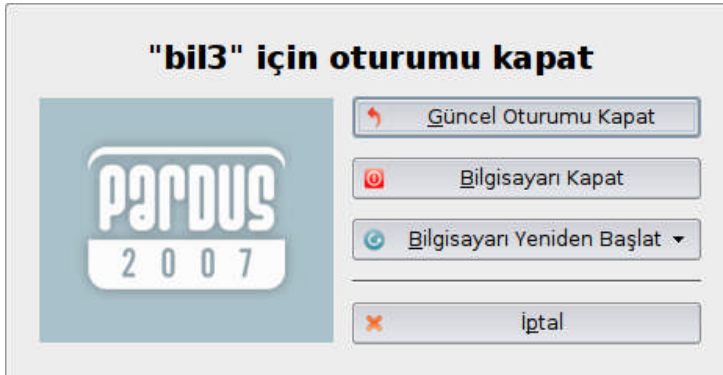 "bil3" için oturumu kapat
PARDUS
2007
Güncel Oturumu Kapat
Bilgisayarı Kapat
Bilgisayarı Yeniden Başlat
İptal